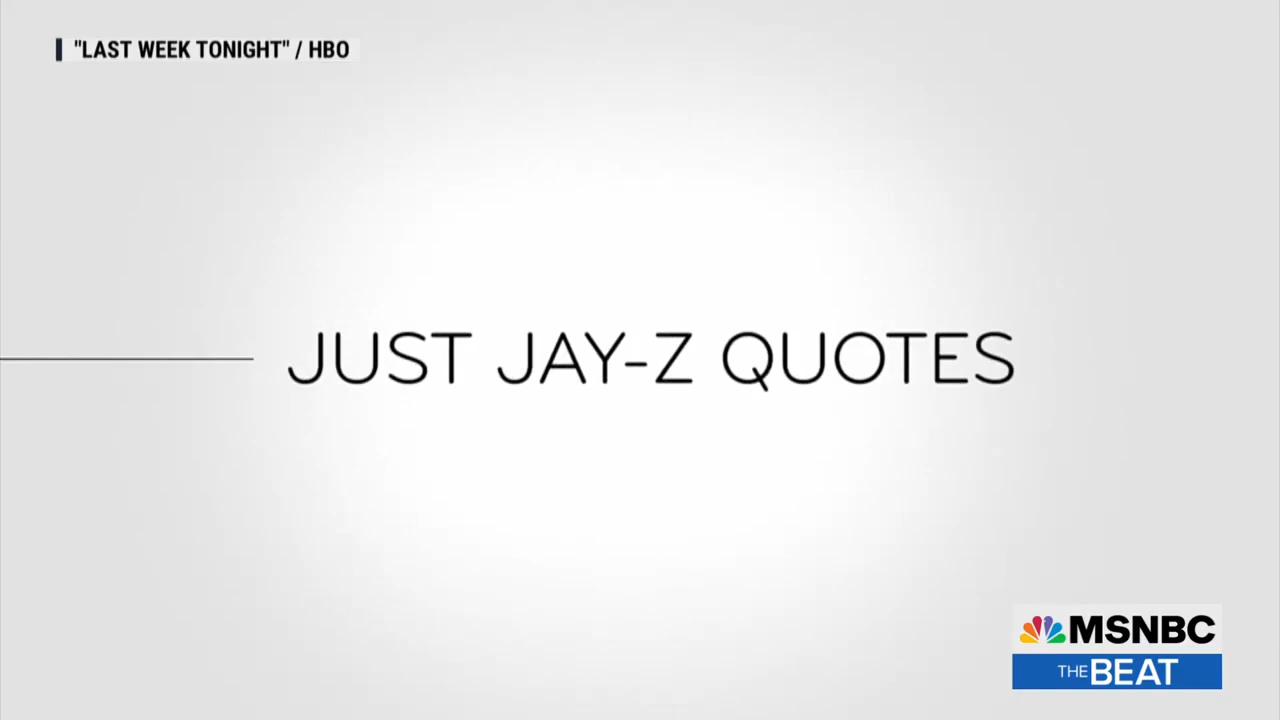 "LAST WEEK TONIGHT" / HBO
JUST JAY-Z QUOTES
MSNBC
THE BEAT